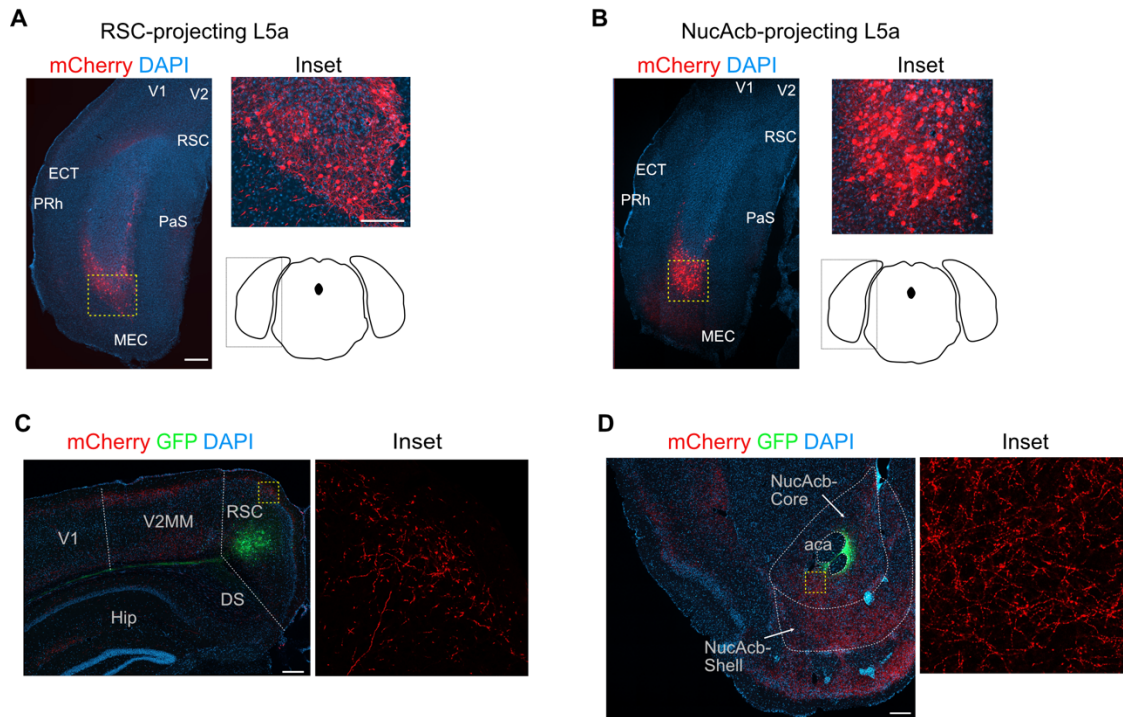 A
RSC-projecting L5a
mCherry DAPI
Inset
V1
V2
RSC
ECT
PRh
PaS
MEC
B
NucAcb-projecting L5a
mCherry DAPI
Inset
V1
V2
RSC
ECT
PRh
PaS
MEC
C
mCherry GFP DAPI
Inset
RSC
V2MM
V1
DS
Hip
D
mCherry GFP DAPI
Inset
NucAcb-
Core
aca
NucAcb-
Shell